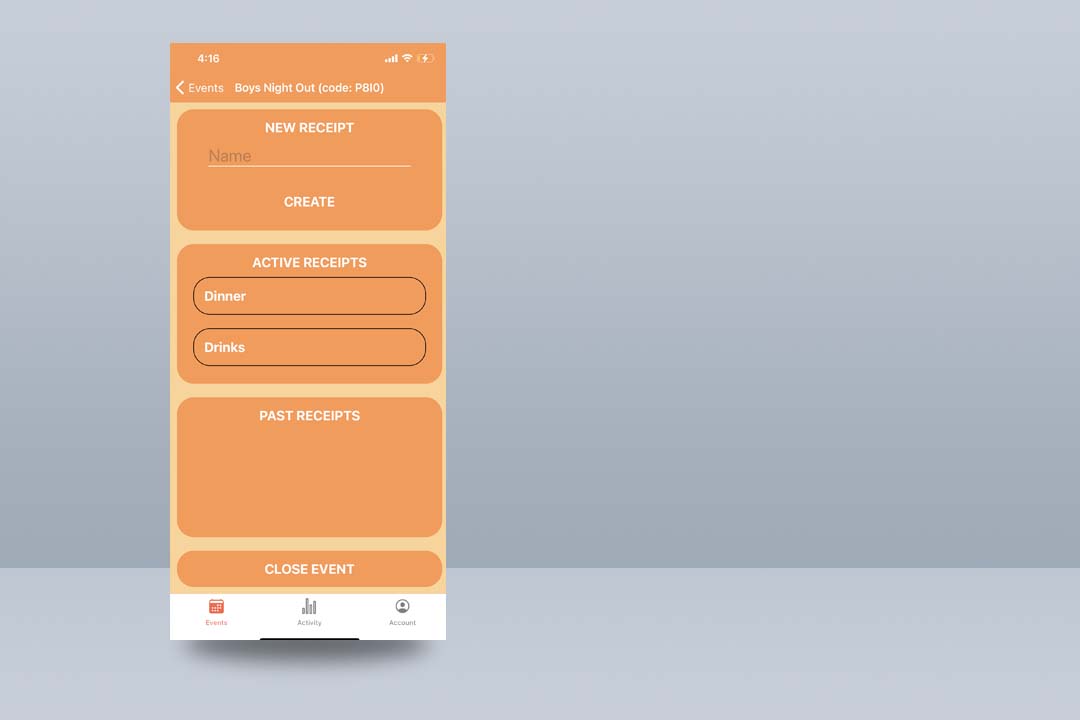 4:16
Events Boys Night Out (code: P8I0)
NEW RECEIPT
Name
CREATE
ACTIVE RECEIPTS
Dinner
Drinks
PAST RECEIPTS
CLOSE EVENT
Events Activity Account